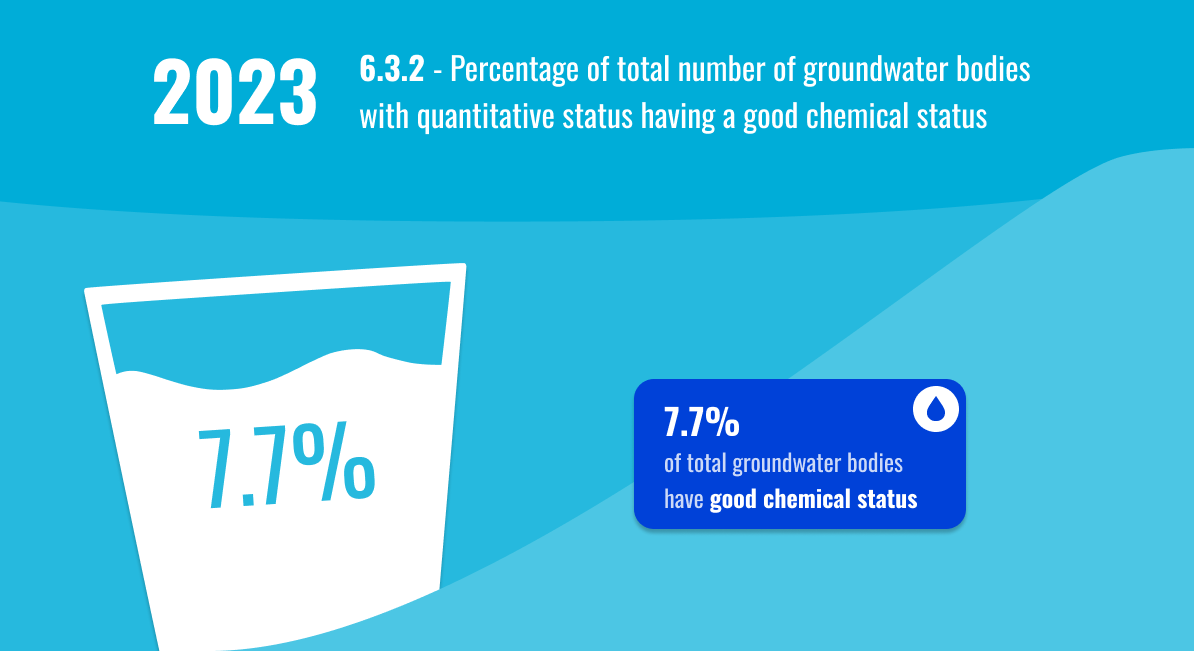 2023
6.3.2 - Percentage of total number of groundwater bodies
with quantitative status having a good chemical status
7.7%
7.7%
of total groundwater bodies
have good chemical status